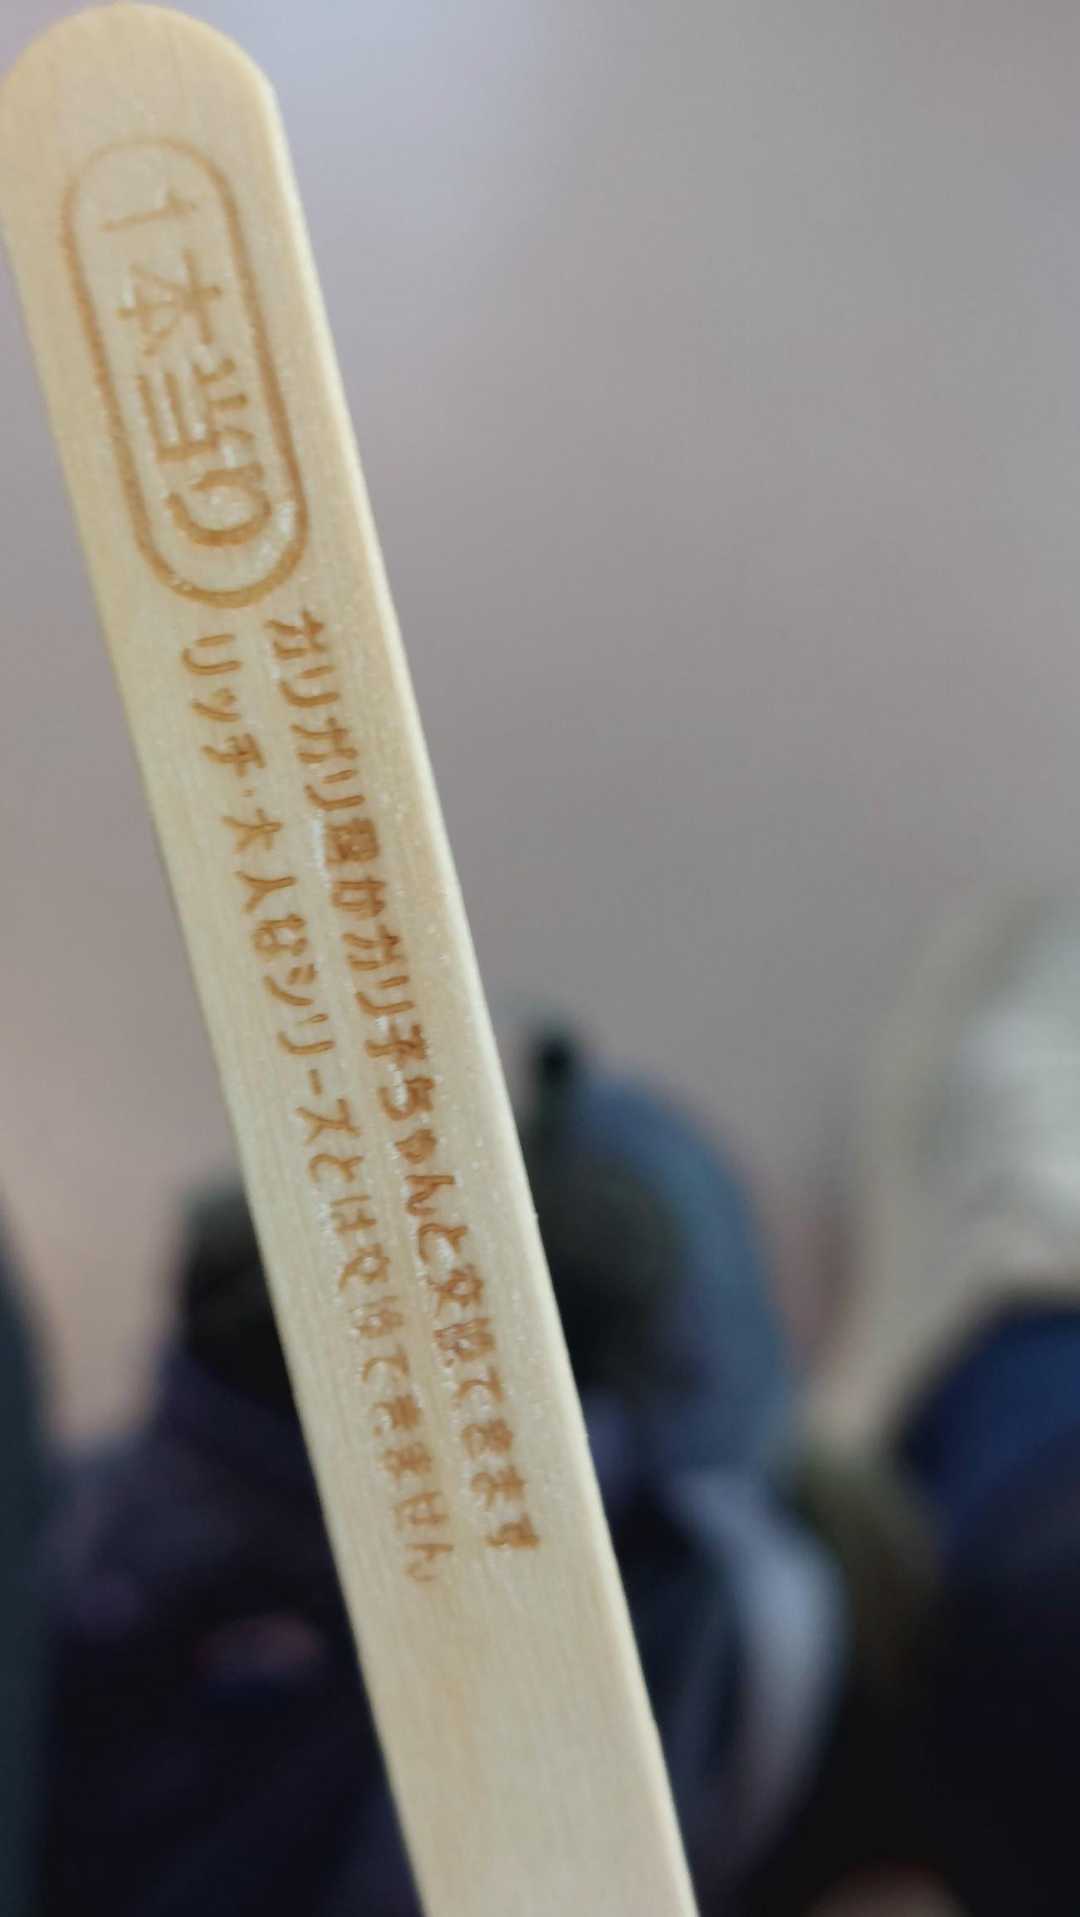 1本当り
ガリガリ君かガリ子ちゃんと交換できます
リッチ・大人なシリーズとは交換できません